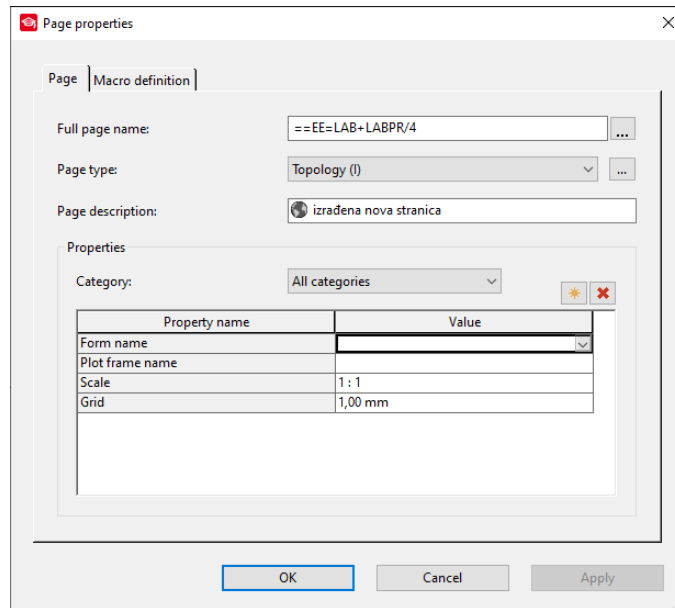 Page properties
Page Macro definition
Full page name: ==EE=LAB+LABPR/4 ...
Page type: Topology (I) ...
Page description: izrađena nova stranica
Properties
Category: All categories
Property name Value
Form name
Plot frame name
Scale 1 : 1
Grid 1,00 mm
OK Cancel Apply